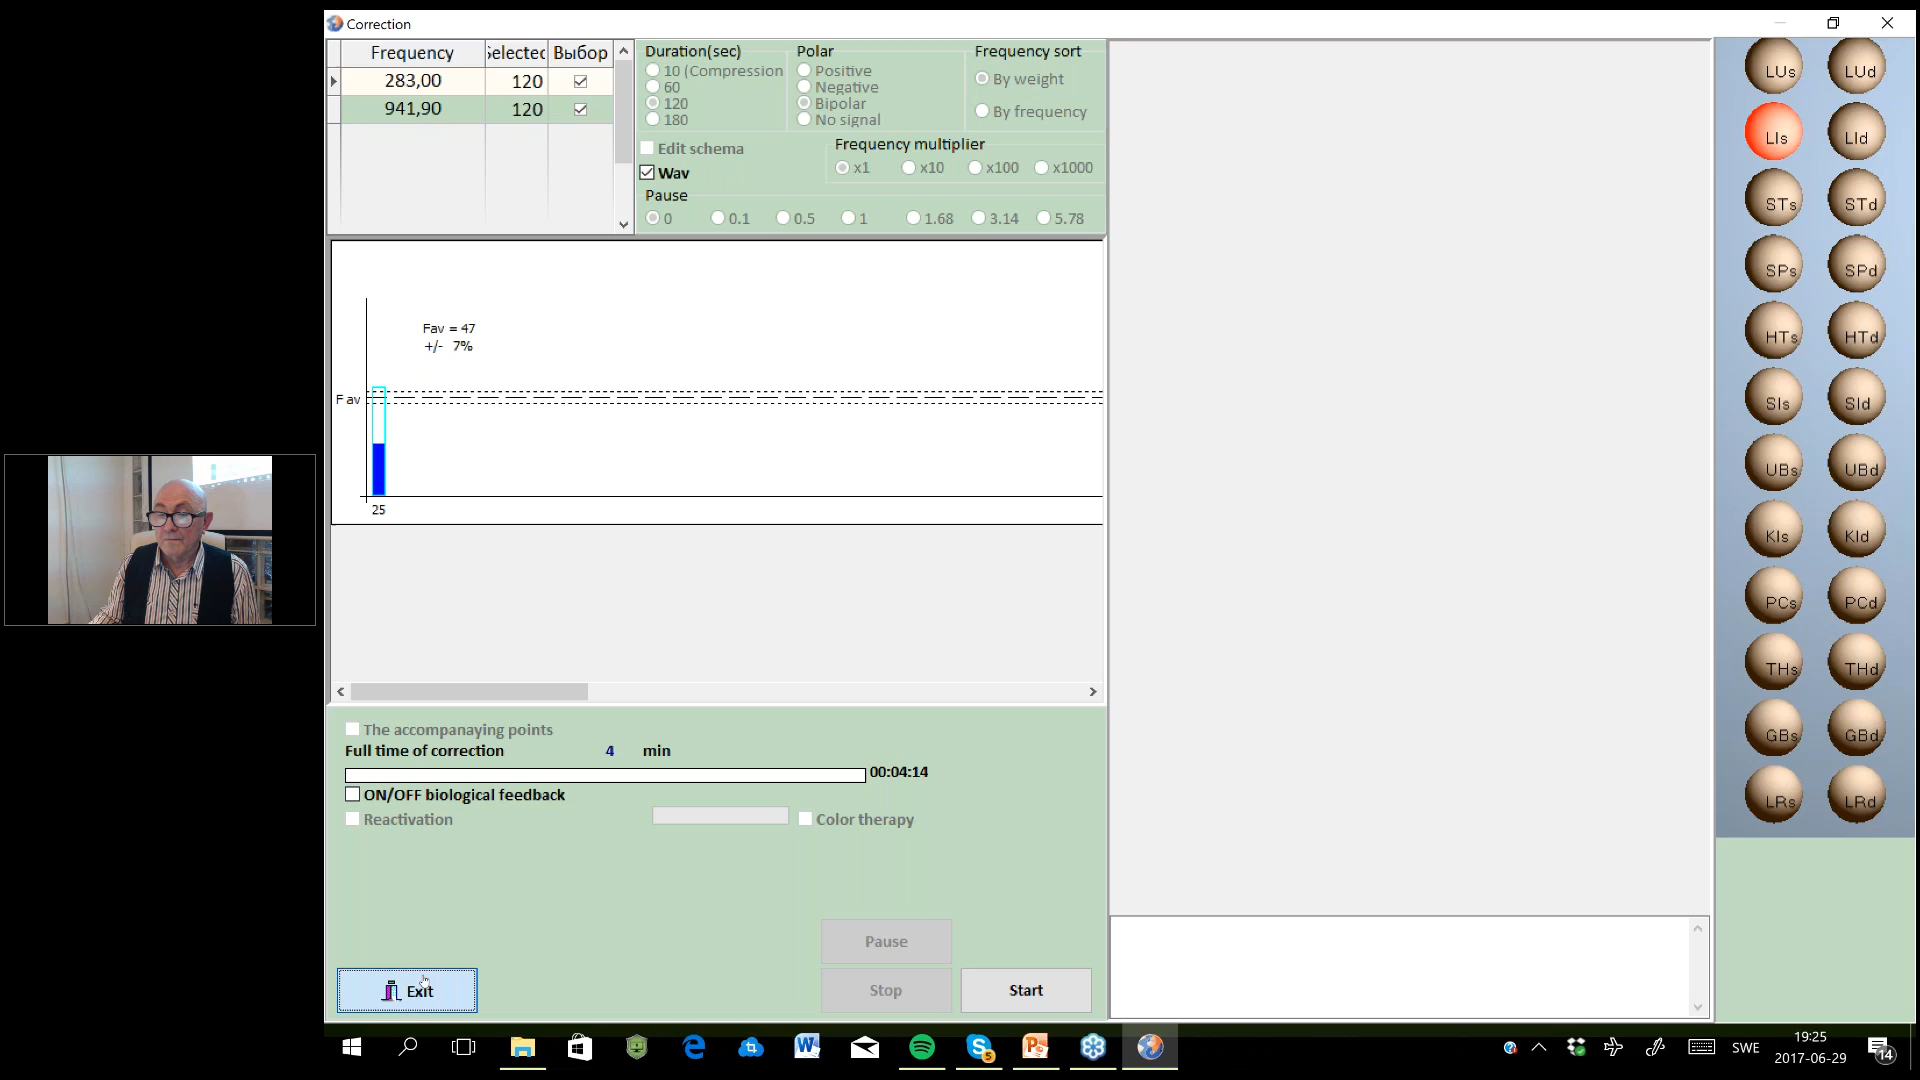 Correction
Frequency Selected Выбор
283,00 120
941,90 120
Duration(sec)
10 (Compression
60
120
180
Polar
Positive
Negative
Bipolar
No signal
Frequency sort
By weight
By frequency
Edit schema
Wav
Frequency multiplier
x1 x10 x100 x1000
Pause
0 0.1 0.5 1 1.68 3.14 5.78
Fav = 47
+/- 7%
F av
25
The accompanaying points
Full time of correction 4 min
00:04:14
ON/OFF biological feedback
Reactivation
Color therapy
Pause
Exit
Stop
Start
LUs LUd
LIs LId
STs STd
SPs SPd
HTs HTd
SIs SId
UBs UBd
KIs KId
PCs PCd
THs THd
GBs GBd
LRs LRd
5
SWE
19:25
2017-06-29
14